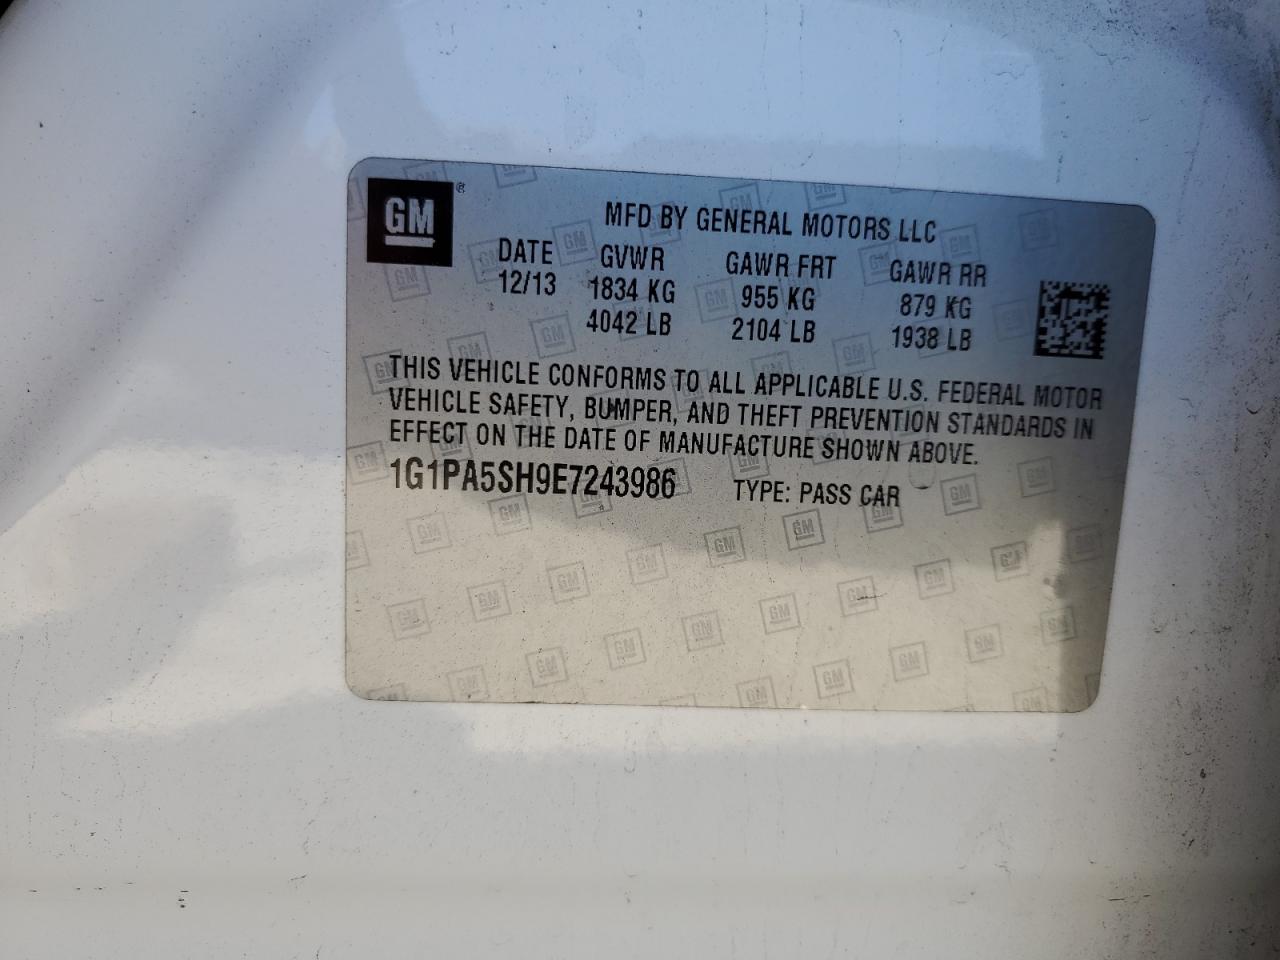 GM®
MFD BY GENERAL MOTORS LLC
DATE GVWR GAWR FRT GAWR RR
12/13 1834 KG 955 KG 879 KG
4042 LB 2104 LB 1938 LB
THIS VEHICLE CONFORMS TO ALL APPLICABLE U.S. FEDERAL MOTOR
VEHICLE SAFETY, BUMPER, AND THEFT PREVENTION STANDARDS IN
EFFECT ON THE DATE OF MANUFACTURE SHOWN ABOVE.
1G1PA5SH9E7243986 TYPE: PASS CAR